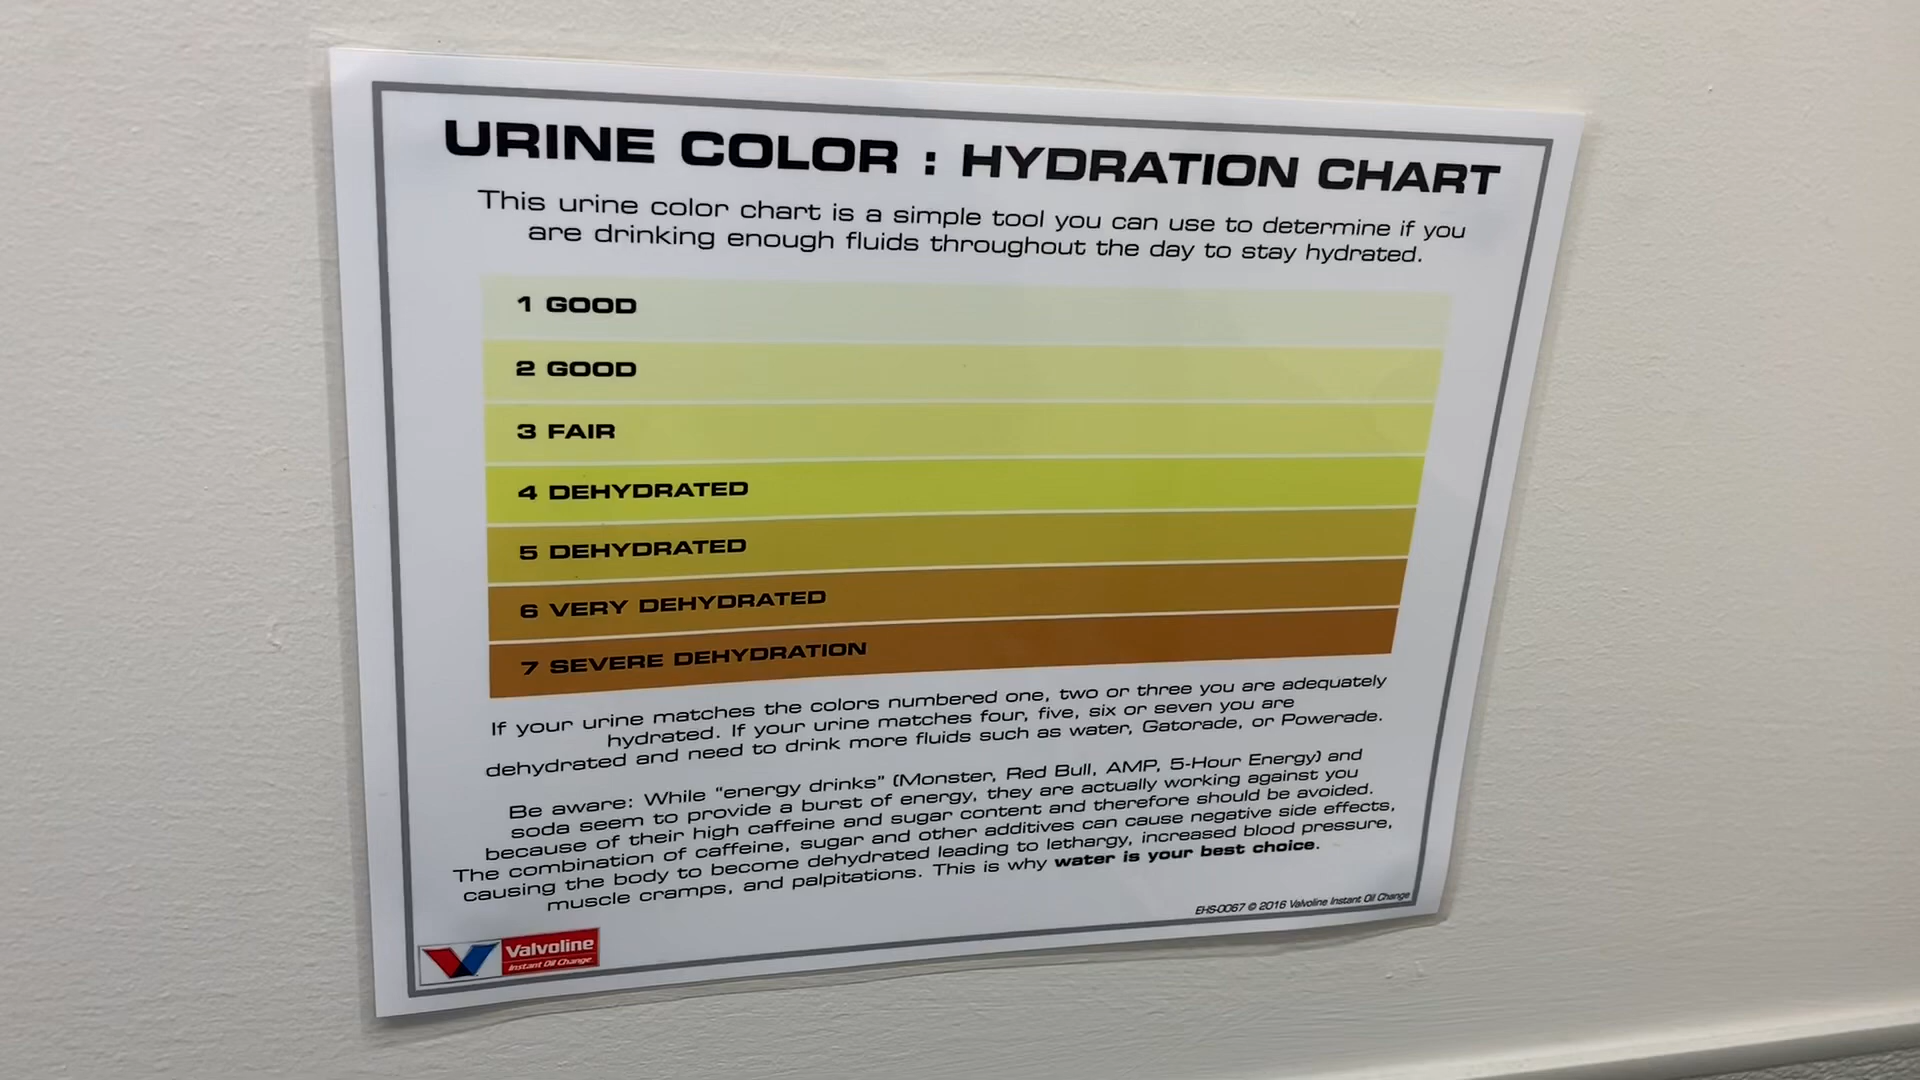 URINE COLOR : HYDRATION CHART
This urine color chart is a simple tool you can use to determine if you
are drinking enough fluids throughout the day to stay hydrated.
1 GOOD
2 GOOD
3 FAIR
4 DEHYDRATED
5 DEHYDRATED
6 VERY DEHYDRATED
7 SEVERE DEHYDRATION
If your urine matches the colors numbered one, two or three you are adequately
hydrated. If your urine matches four, five, six or seven you are
dehydrated and need to drink more fluids such as water, Gatorade, or Powerade.
Be aware: While “energy drinks” (Monster, Red Bull, AMP, 5-Hour Energy) and
soda seem to provide a burst of energy, they are actually working against you
because of their high caffeine and sugar content and therefore should be avoided.
The combination of caffeine, sugar and other additives can cause negative side effects,
causing the body to become dehydrated leading to lethargy, increased blood pressure,
muscle cramps, and palpitations. This is why water is your best choice.
EHS-0067 © 2016 Valvoline Instant Oil Change
Valvoline
Instant Oil Change